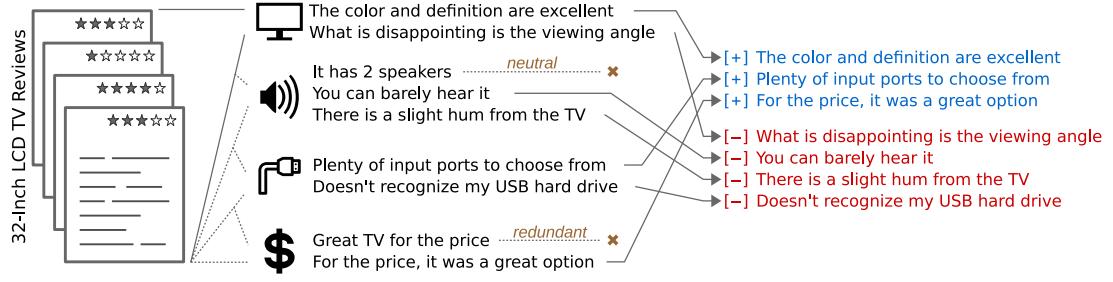 32-Inch LCD TV Reviews
The color and definition are excellent
What is disappointing is the viewing angle
It has 2 speakers
neutral
You can barely hear it
There is a slight hum from the TV
Plenty of input ports to choose from
Doesn't recognize my USB hard drive
$
Great TV for the price
redundant
For the price, it was a great option
[+] The color and definition are excellent
[+] Plenty of input ports to choose from
[+] For the price, it was a great option
[−] What is disappointing is the viewing angle
[−] You can barely hear it
[−] There is a slight hum from the TV
[−] Doesn't recognize my USB hard drive